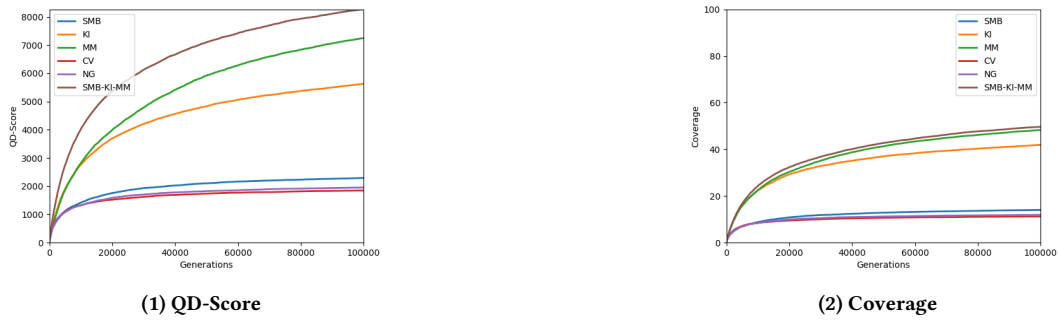 8000
7000
6000
5000
4000
3000
2000
1000
0
QD-Score
SMB
KI
MM
CV
NG
SMB-KI-MM
0 20000 40000 60000 80000 100000
Generations
(1) QD-Score
100
80
60
40
20
0
Coverage
SMB
KI
MM
CV
NG
SMB-KI-MM
0 20000 40000 60000 80000 100000
Generations
(2) Coverage